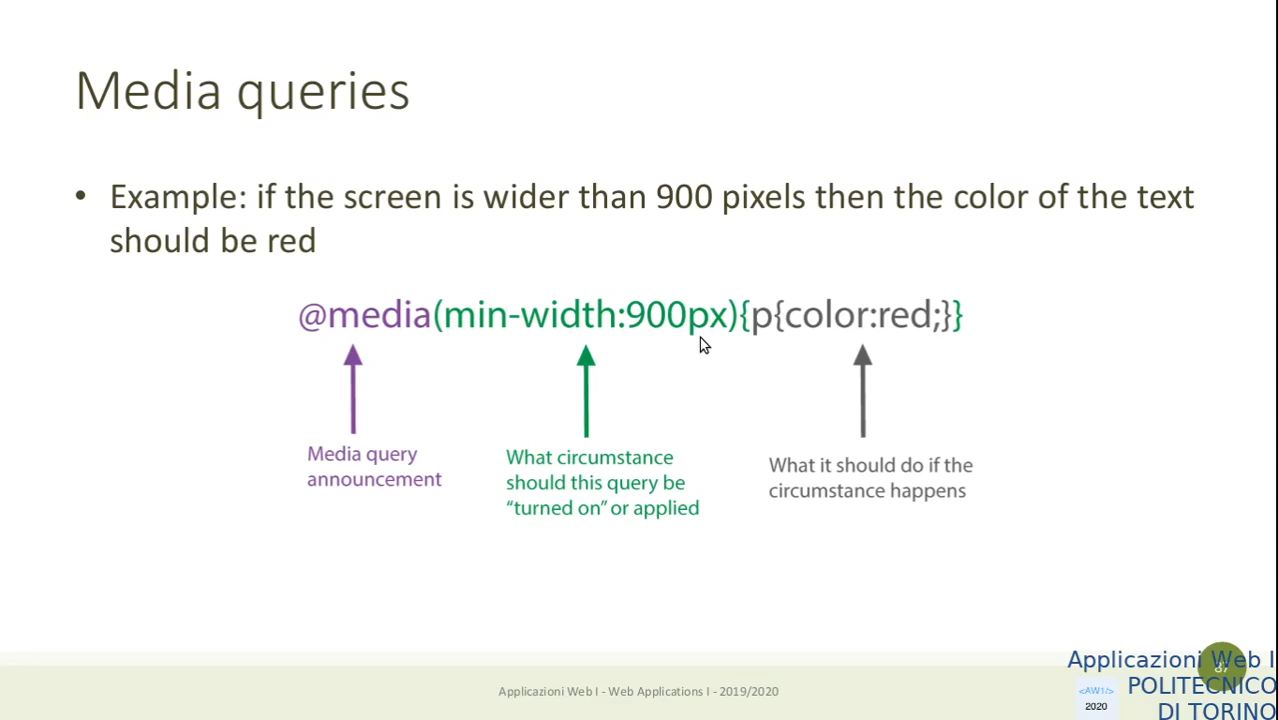 Media queries
• Example: if the screen is wider than 900 pixels then the color of the text
should be red
@media(min-width:900px){p{color:red;}}
Media query
announcement
What circumstance
should this query be
“turned on” or applied
What it should do if the
circumstance happens
Applicazioni Web I - Web Applications I - 2019/2020
Applicazioni Web I
POLITECNICO
DI TORINO
<AW1/>
2020